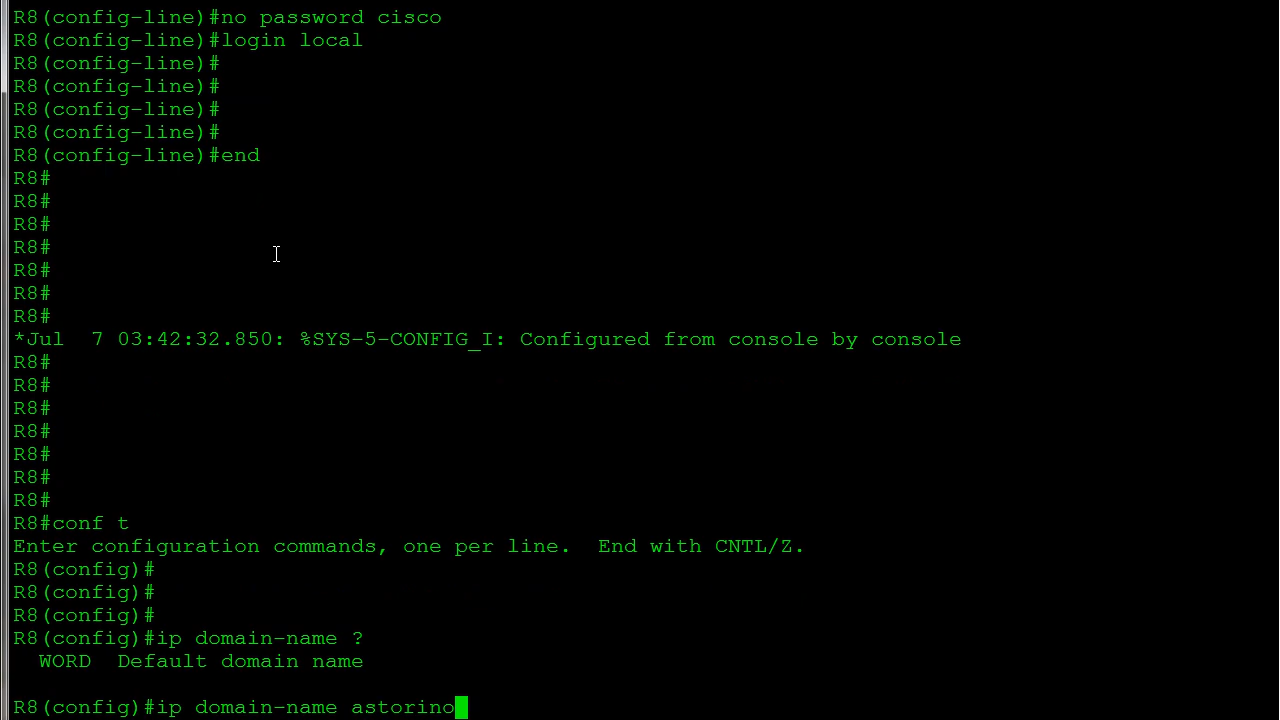 R8(config-line)#no password cisco
R8(config-line)#login local
R8(config-line)#
R8(config-line)#
R8(config-line)#
R8(config-line)#
R8(config-line)#end
R8#
R8#
R8#
R8#
R8#
R8#
R8#
*Jul  7 03:42:32.850: %SYS-5-CONFIG_I: Configured from console by console
R8#
R8#
R8#
R8#
R8#
R8#
R8#
R8#conf t
Enter configuration commands, one per line.  End with CNTL/Z.
R8(config)#
R8(config)#
R8(config)#
R8(config)#ip domain-name ?
  WORD  Default domain name
R8(config)#ip domain-name astorino